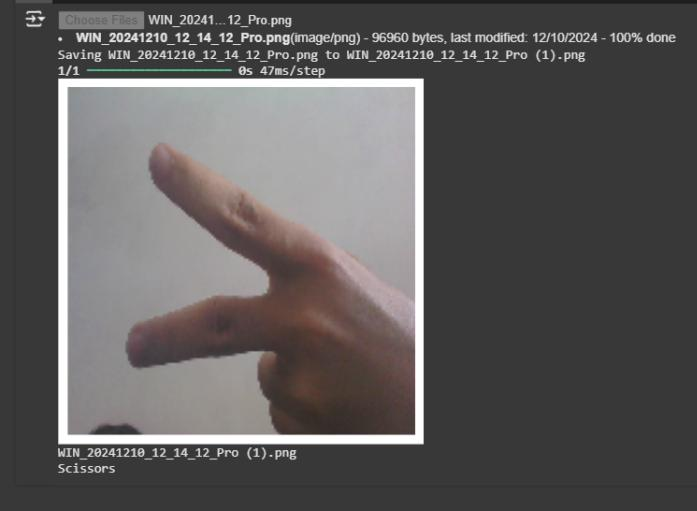 Choose Files WIN_20241...12_Pro.png
• WIN_20241210_12_14_12_Pro.png(image/png) - 96960 bytes, last modified: 12/10/2024 - 100% done
Saving WIN_20241210_12_14_12_Pro.png to WIN_20241210_12_14_12_Pro (1).png
1/1 ━━━━━━━━━━━━━━━━━━━━ 0s 47ms/step
WIN_20241210_12_14_12_Pro (1).png
Scissors